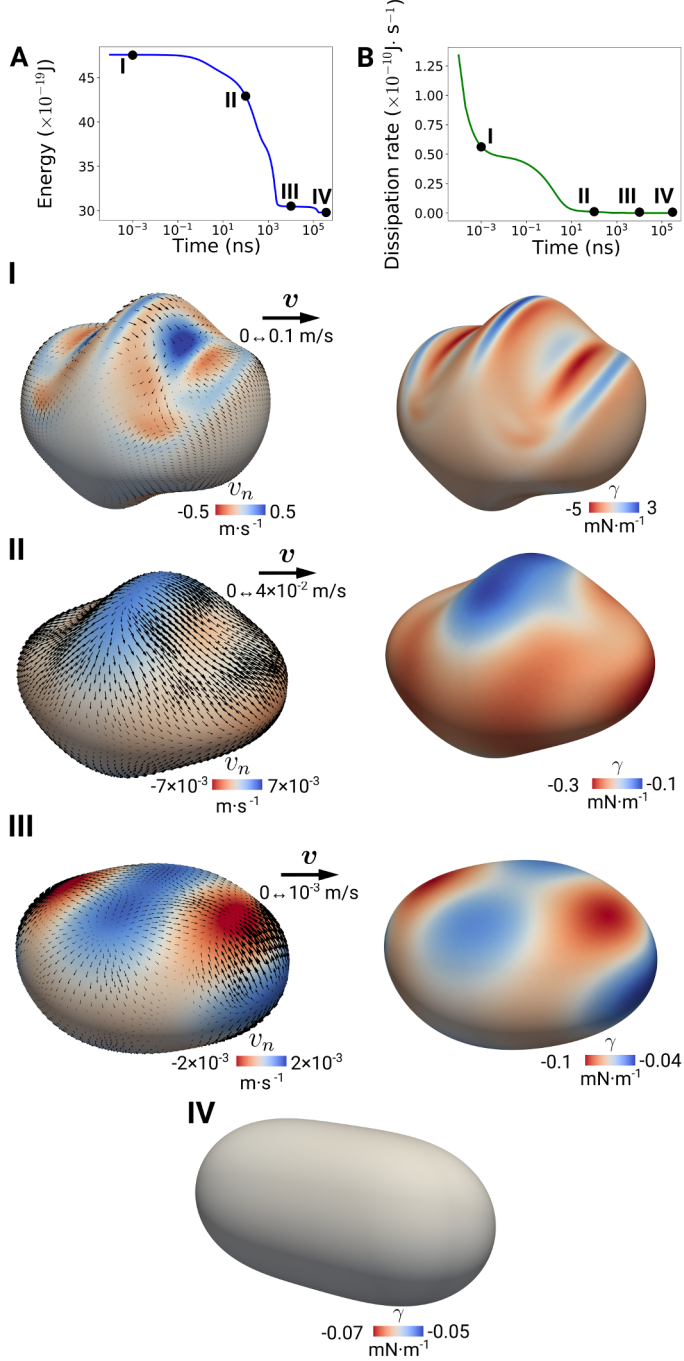 A
Energy (×10⁻¹⁹J)
45
40
35
30
I
II
III
IV
10⁻³
10⁻¹
10¹
10³
10⁵
Time (ns)
B
Dissipation rate (×10⁻¹⁰J· s⁻¹)
1.25
1.00
0.75
0.50
0.25
0.00
I
II
III
IV
10⁻³
10⁻¹
10¹
10³
10⁵
Time (ns)
I
v
0↔0.1 m/s
vₙ
-0.5 0.5
m·s⁻¹
γ
-5 3
mN·m⁻¹
II
v
0↔4×10⁻² m/s
vₙ
-7×10⁻³ 7×10⁻³
m·s⁻¹
γ
-0.3 -0.1
mN·m⁻¹
III
v
0↔10⁻³ m/s
vₙ
-2×10⁻³ 2×10⁻³
m·s⁻¹
γ
-0.1 -0.04
mN·m⁻¹
IV
γ
-0.07 -0.05
mN·m⁻¹